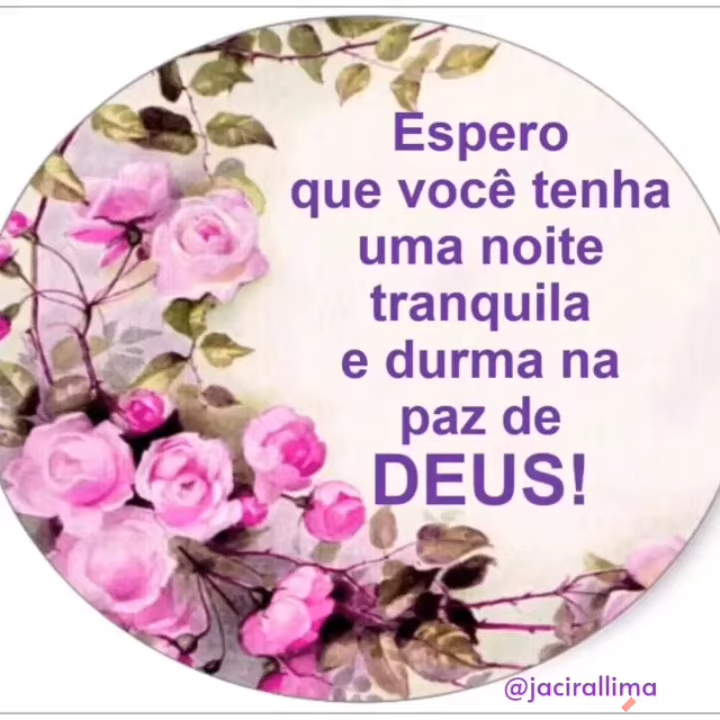 Espero
que você tenha
uma noite
tranquila
e durma na
paz de
DEUS!
@jacirallima